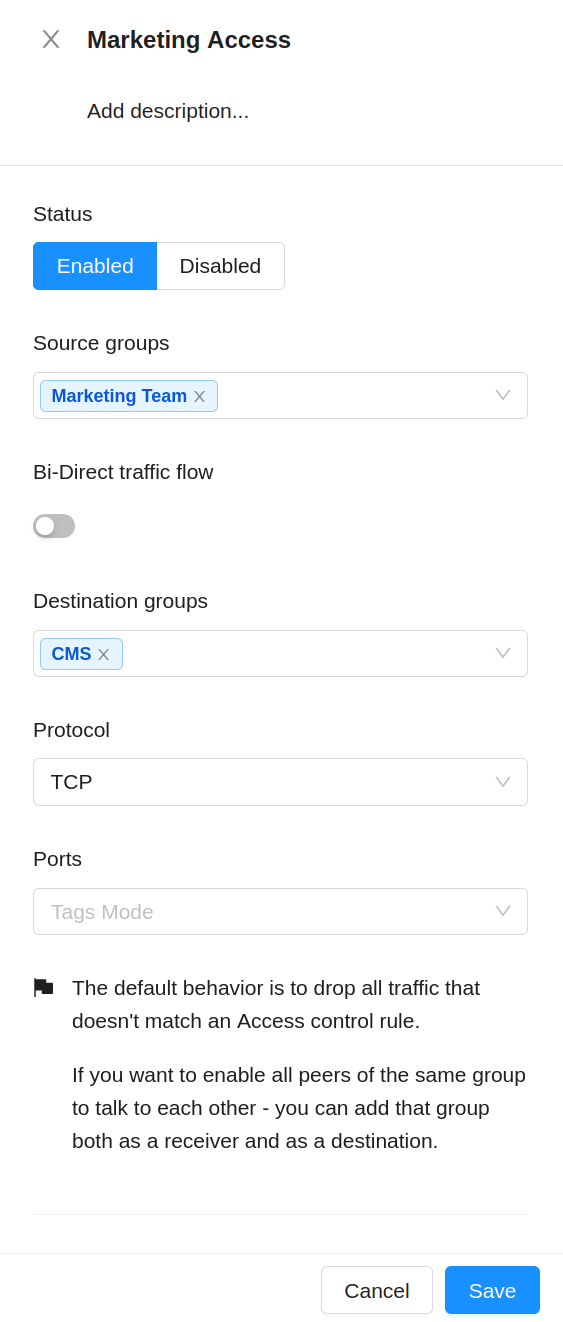 Marketing Access
Add description...
Status
Enabled Disabled
Source groups
Marketing Team
Bi-Direct traffic flow
Destination groups
CMS
Protocol
TCP
Ports
Tags Mode
The default behavior is to drop all traffic that
doesn't match an Access control rule.
If you want to enable all peers of the same group
to talk to each other - you can add that group
both as a receiver and as a destination.
Cancel Save